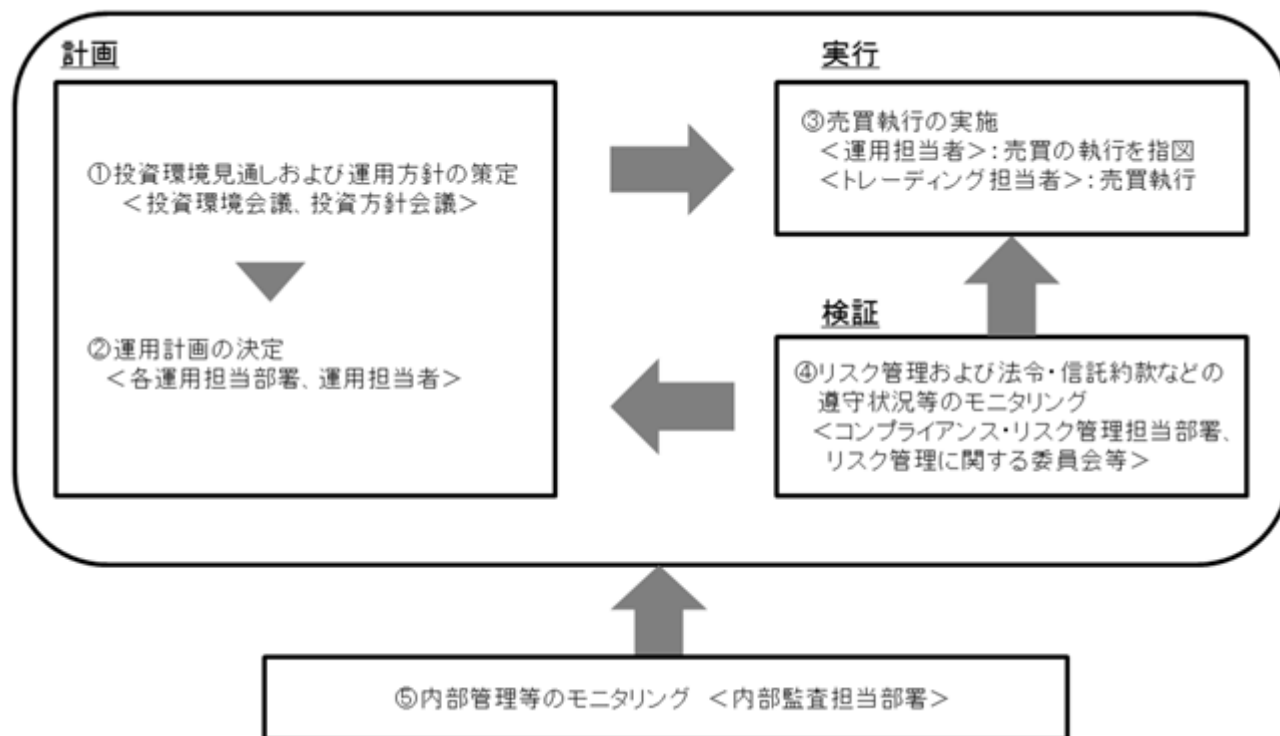 計画
①投資環境見通しおよび運用方針の策定
＜投資環境会議、投資方針会議＞
②運用計画の決定
＜各運用担当部署、運用担当者＞
実行
③売買執行の実施
＜運用担当者＞：売買の執行を指図
＜トレーディング担当者＞：売買執行
検証
④リスク管理および法令・信託約款などの
遵守状況等のモニタリング
＜コンプライアンス・リスク管理担当部署、
リスク管理に関する委員会等＞
⑤内部管理等のモニタリング ＜内部監査担当部署＞